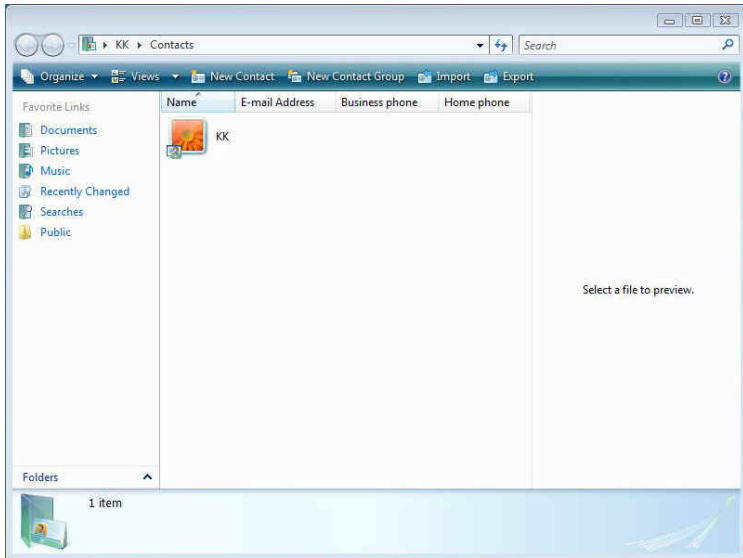 KK Contacts Search
Organize Views New Contact New Contact Group Import Export
Favorite Links
Documents
Pictures
Music
Recently Changed
Searches
Public
Folders
Name E-mail Address Business phone Home phone
KK
Select a file to preview.
1 item